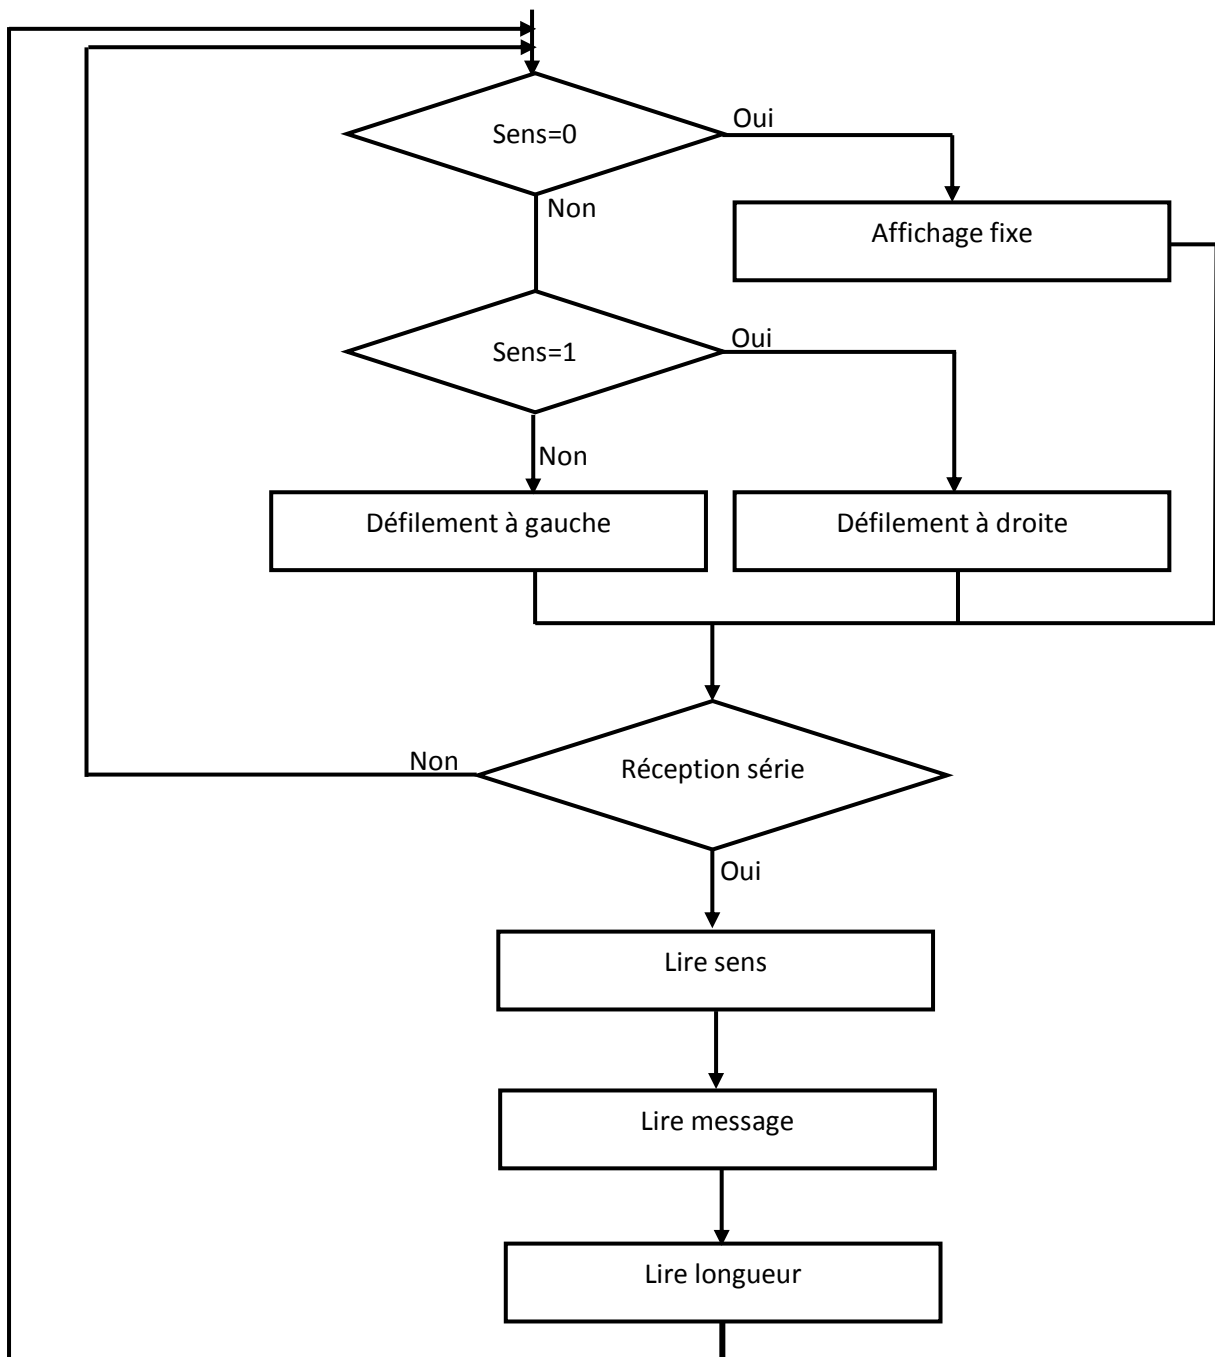 Sens=0
Oui
Non
Affichage fixe
Sens=1
Oui
Non
Défilement à gauche
Défilement à droite
Réception série
Non
Oui
Lire sens
Lire message
Lire longueur